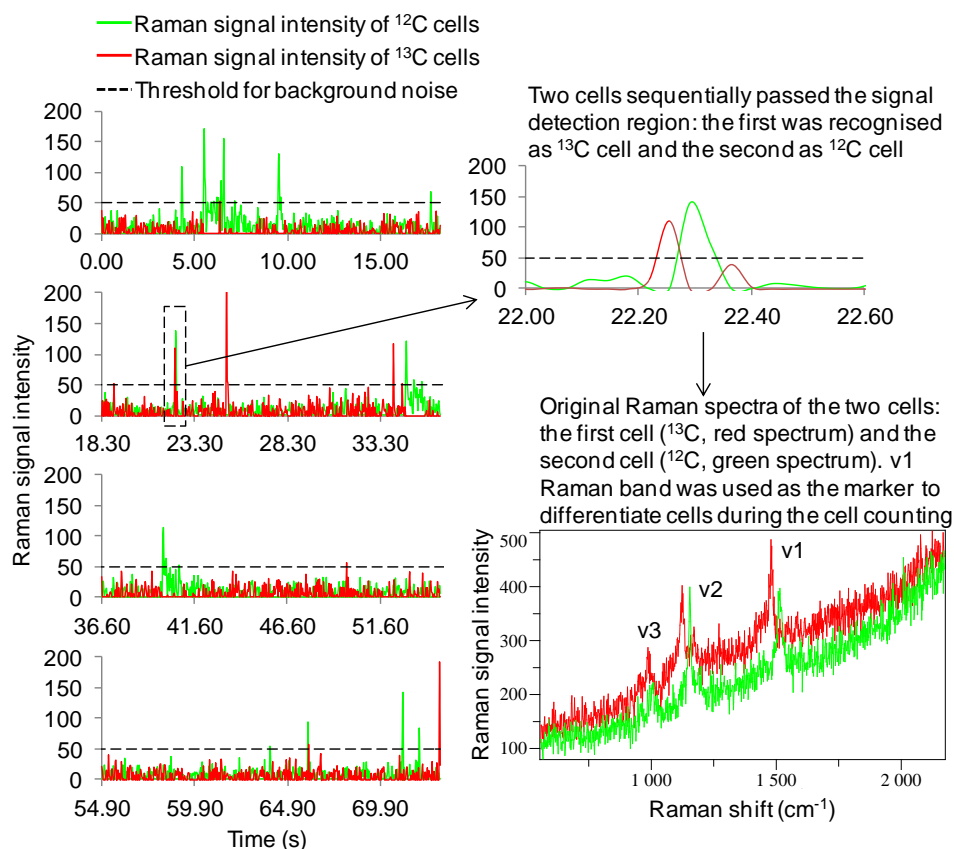 Raman signal intensity of ¹²C cells
Raman signal intensity of ¹³C cells
Threshold for background noise
Raman signal intensity
200
150
100
50
0
0.00 5.00 10.00 15.00
200
150
100
50
0
18.30 23.30 28.30 33.30
200
150
100
50
0
36.60 41.60 46.60 51.60
200
150
100
50
0
54.90 59.90 64.90 69.90
Time (s)
Two cells sequentially passed the signal
detection region: the first was recognised
as ¹³C cell and the second as ¹²C cell
200
150
100
50
0
22.00 22.20 22.40 22.60
Original Raman spectra of the two cells:
the first cell (¹³C, red spectrum) and the
second cell (¹²C, green spectrum). v1
Raman band was used as the marker to
differentiate cells during the cell counting
Raman signal intensity
500
400
300
200
100
v3
v2
v1
1 000 1 500 2 000
Raman shift (cm⁻¹)